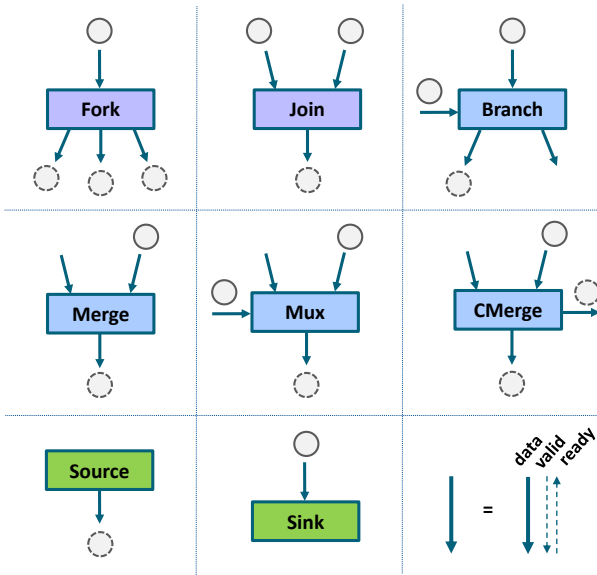 Fork
Join
Branch
Merge
Mux
CMerge
Source
Sink
=
data
valid
ready